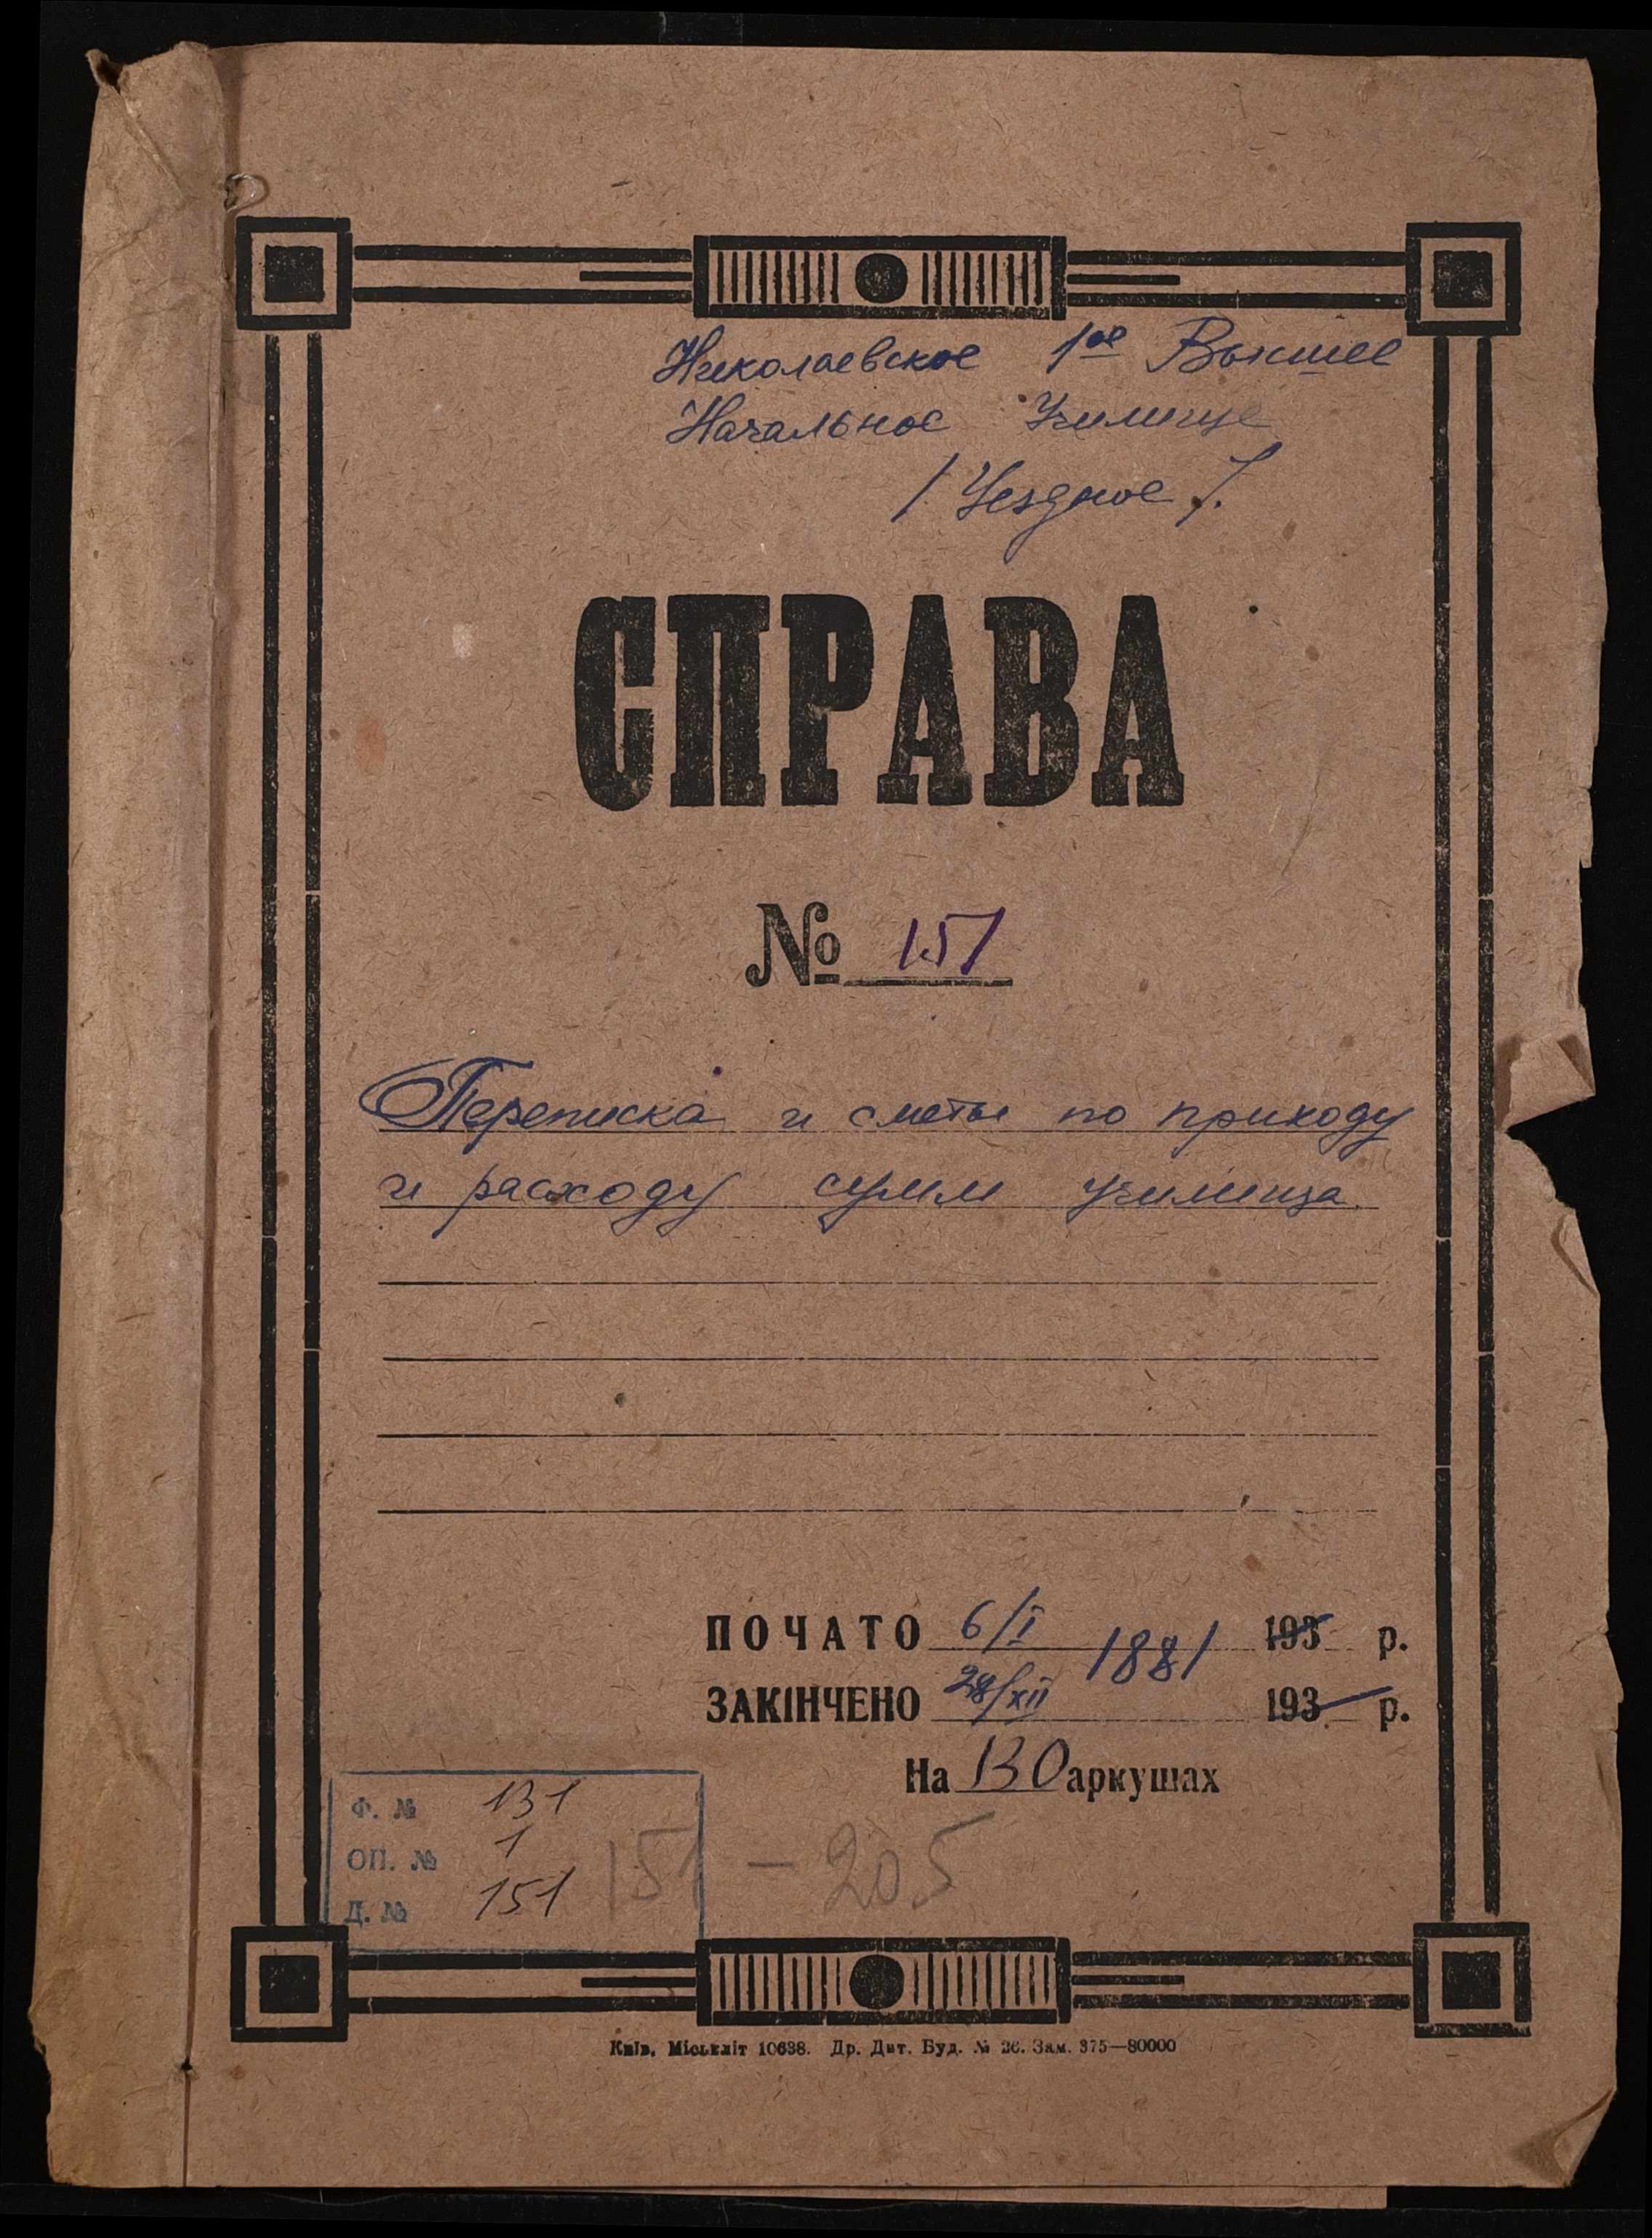 Николаевское 1ое Высшее
Начальное Училище
/Уездное/.
СПРАВА
№ 151
Переписка и сметы по приходу
и расходу сумм училища
ПОЧАТО 6/I 1881 193 р.
ЗАКІНЧЕНО 28/XII 193 р.
На 130 аркушах
Ф. № 131
ОП. № 1
Д. № 151
151 - 205
Київ, Міськліт 10638. Др. Дит. Буд. № 26. Зам. 375—80000